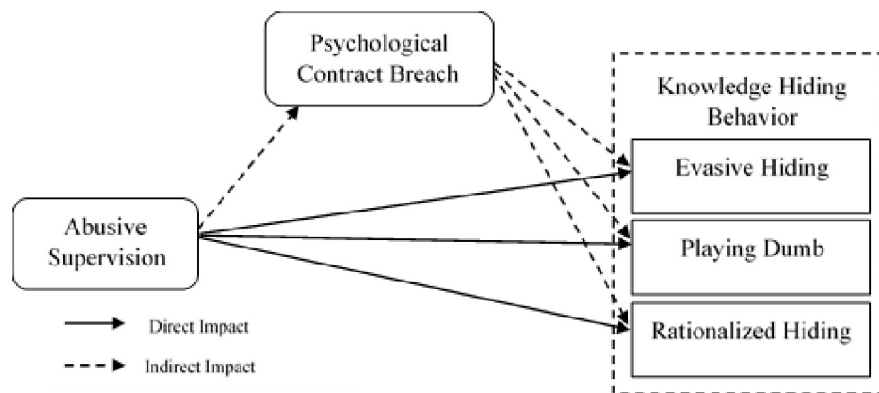 Psychological
Contract Breach
Knowledge Hiding
Behavior
Evasive Hiding
Abusive
Supervision
Playing Dumb
Rationalized Hiding
Direct Impact
Indirect Impact